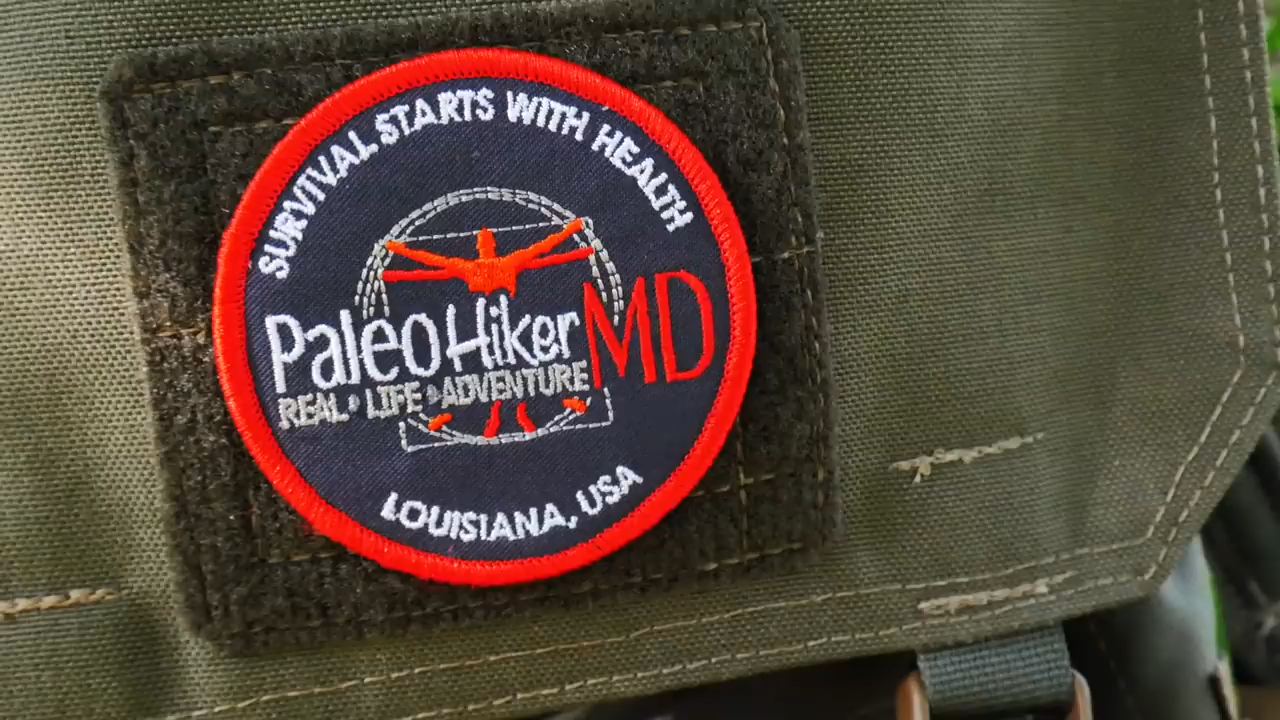 SURVIVAL STARTS WITH HEALTH
PaleoHikerMD
REAL • LIFE • ADVENTURE
LOUISIANA, USA